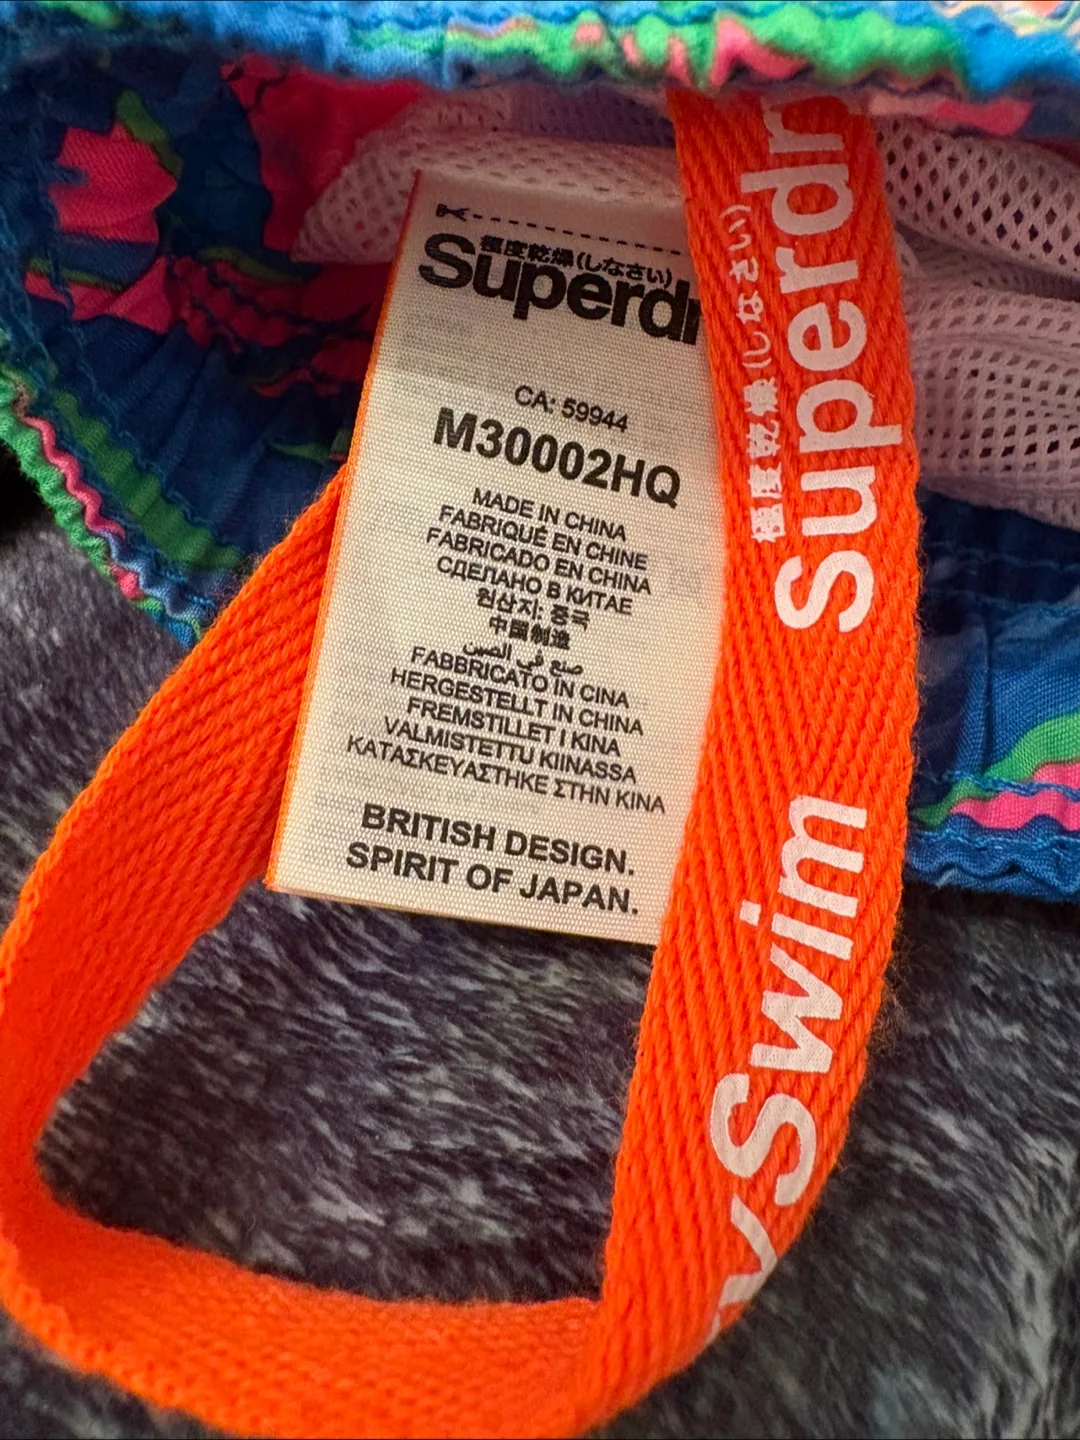 極度乾燥(しなさい)
Superdr
CA: 59944
M30002HQ
MADE IN CHINA
FABRIQUÉ EN CHINE
FABRICADO EN CHINA
СДЕЛАНО В КИТАЕ
원산지: 중국
中国制造
صنع في الصين
FABBRICATO IN CINA
HERGESTELLT IN CHINA
FREMSTILLET I KINA
VALMISTETTU KIINASSA
ΚΑΤΑΣΚΕΥΑΣΤΗΚΕ ΣΤΗΝ ΚΙΝΑ
BRITISH DESIGN.
SPIRIT OF JAPAN.
極度乾燥(しなさい)
Superdr
ySwim